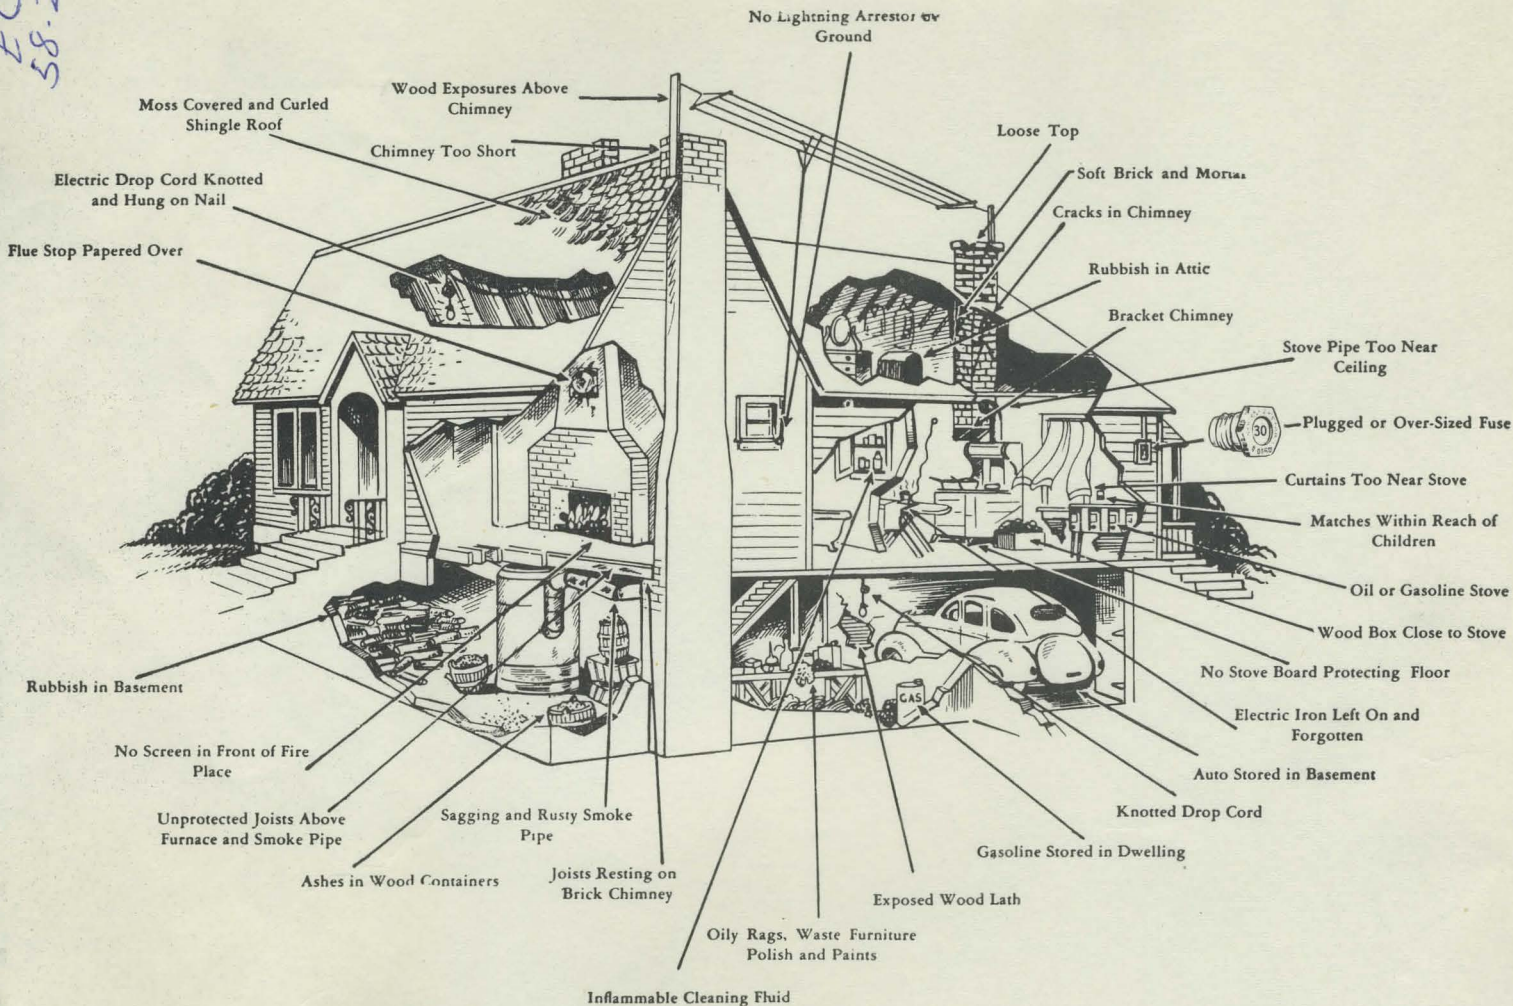 58.2
No Lightning Arrestor or
Ground
Wood Exposures Above
Chimney
Moss Covered and Curled
Shingle Roof
Chimney Too Short
Electric Drop Cord Knotted
and Hung on Nail
Flue Stop Papered Over
Loose Top
Soft Brick and Mortar
Cracks in Chimney
Rubbish in Attic
Bracket Chimney
Stove Pipe Too Near
Ceiling
30
Plugged or Over-Sized Fuse
Curtains Too Near Stove
Matches Within Reach of
Children
Oil or Gasoline Stove
Wood Box Close to Stove
No Stove Board Protecting Floor
Electric Iron Left On and
Forgotten
Auto Stored in Basement
Knotted Drop Cord
Gasoline Stored in Dwelling
GAS
Exposed Wood Lath
Oily Rags, Waste Furniture
Polish and Paints
Inflammable Cleaning Fluid
Joists Resting on
Brick Chimney
Sagging and Rusty Smoke
Pipe
Ashes in Wood Containers
Unprotected Joists Above
Furnace and Smoke Pipe
No Screen in Front of Fire
Place
Rubbish in Basement